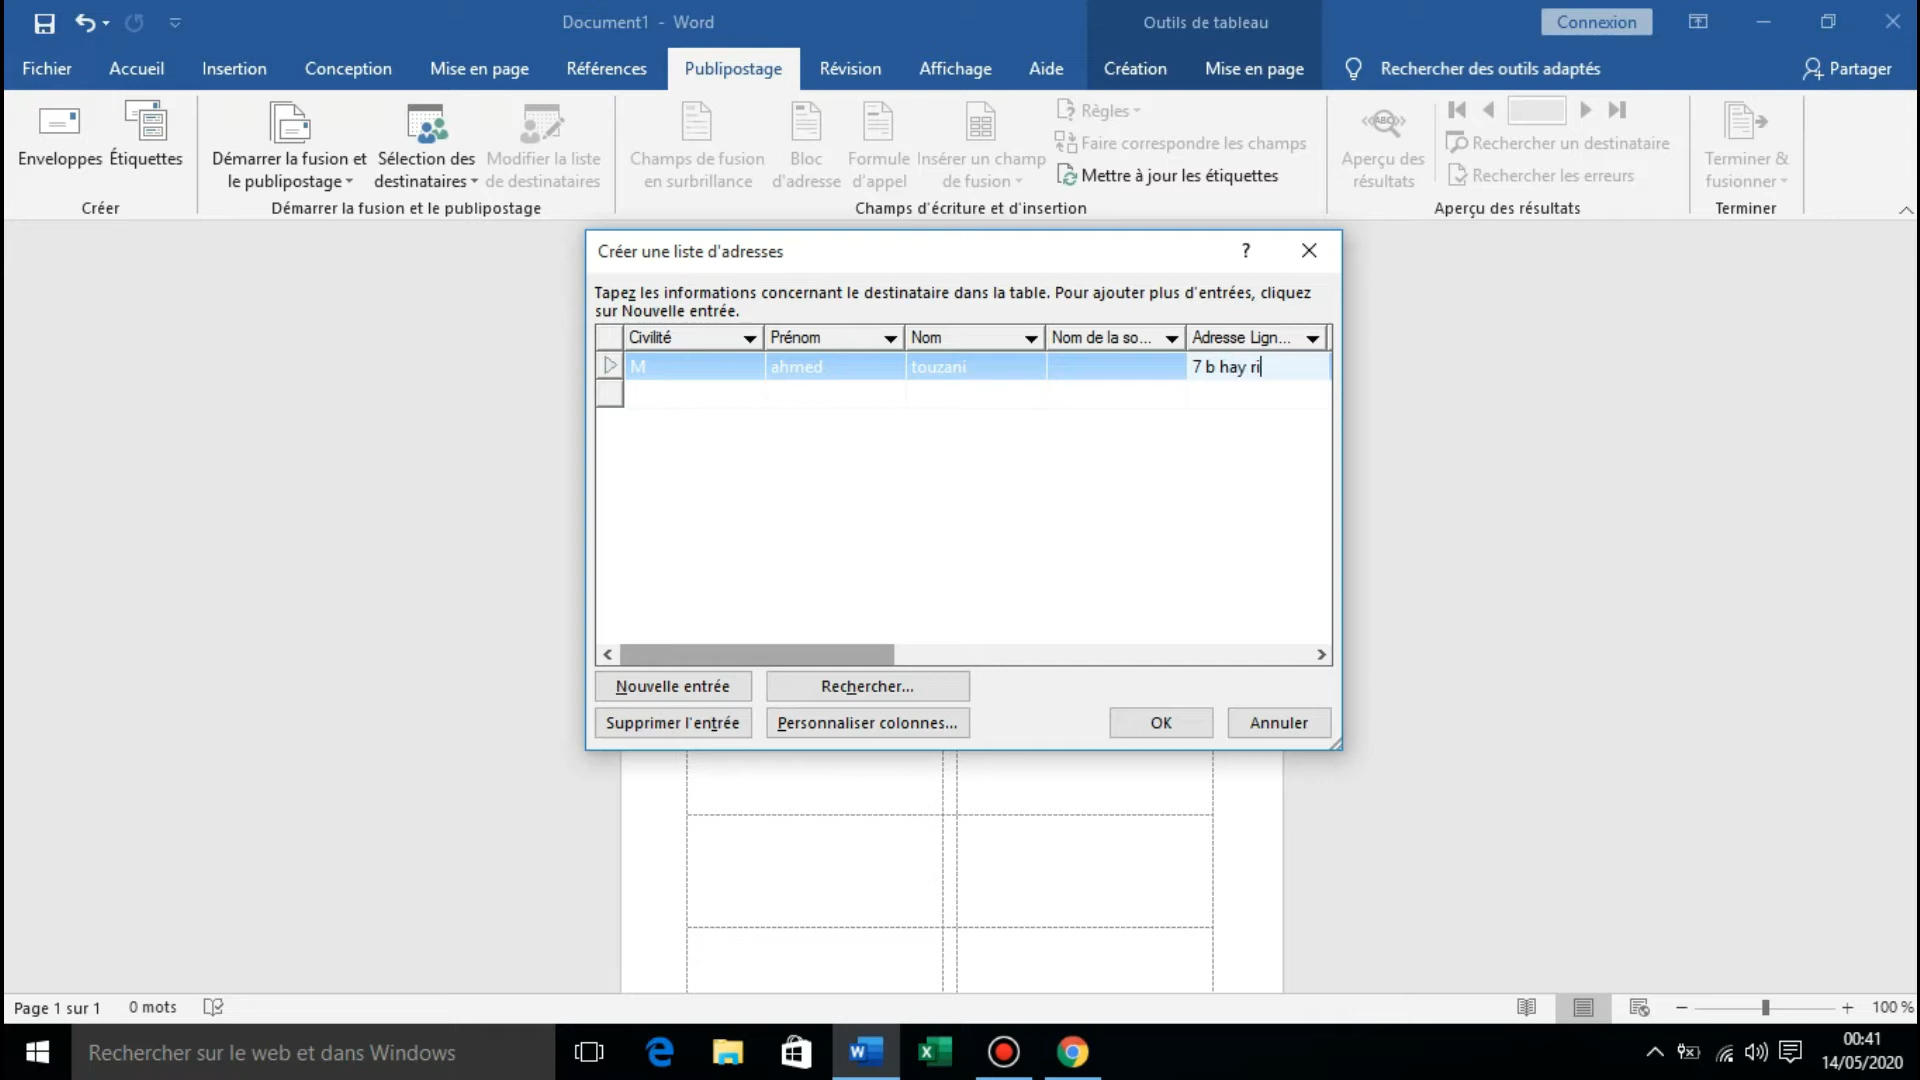 Document1 - Word
Outils de tableau
Connexion
Fichier
Accueil
Insertion
Conception
Mise en page
Références
Publipostage
Révision
Affichage
Aide
Création
Mise en page
Rechercher des outils adaptés
Partager
Enveloppes
Étiquettes
Créer
Démarrer la fusion et
le publipostage
Sélection des
destinataires
Modifier la liste
de destinataires
Démarrer la fusion et le publipostage
Champs de fusion
en surbrillance
Bloc
d'adresse
Formule
d'appel
Insérer un champ
de fusion
Règles
Faire correspondre les champs
Mettre à jour les étiquettes
Champs d'écriture et d'insertion
ABC
Aperçu des
résultats
Rechercher un destinataire
Rechercher les erreurs
Aperçu des résultats
Terminer &
fusionner
Terminer
Créer une liste d'adresses
?
Tapez les informations concernant le destinataire dans la table. Pour ajouter plus d'entrées, cliquez
sur Nouvelle entrée.
Civilité
Prénom
Nom
Nom de la so...
Adresse Lign...
M
ahmed
touzani
7 b hay ri
Nouvelle entrée
Rechercher...
Supprimer l'entrée
Personnaliser colonnes...
OK
Annuler
Page 1 sur 1
0 mots
100 %
Rechercher sur le web et dans Windows
00:41
14/05/2020